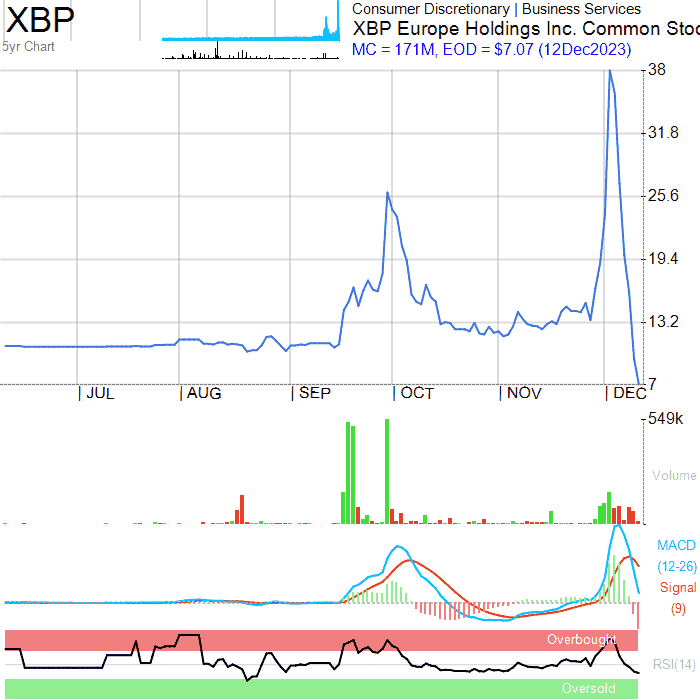 XBP
5yr Chart
Consumer Discretionary | Business Services
XBP Europe Holdings Inc. Common Stoc
MC = 171M, EOD = $7.07 (12Dec2023)
38
31.8
25.6
19.4
13.2
7
JUL
AUG
SEP
OCT
NOV
DEC
549k
Volume
MACD
(12-26)
Signal
(9)
Overbought
RSI(14)
Oversold